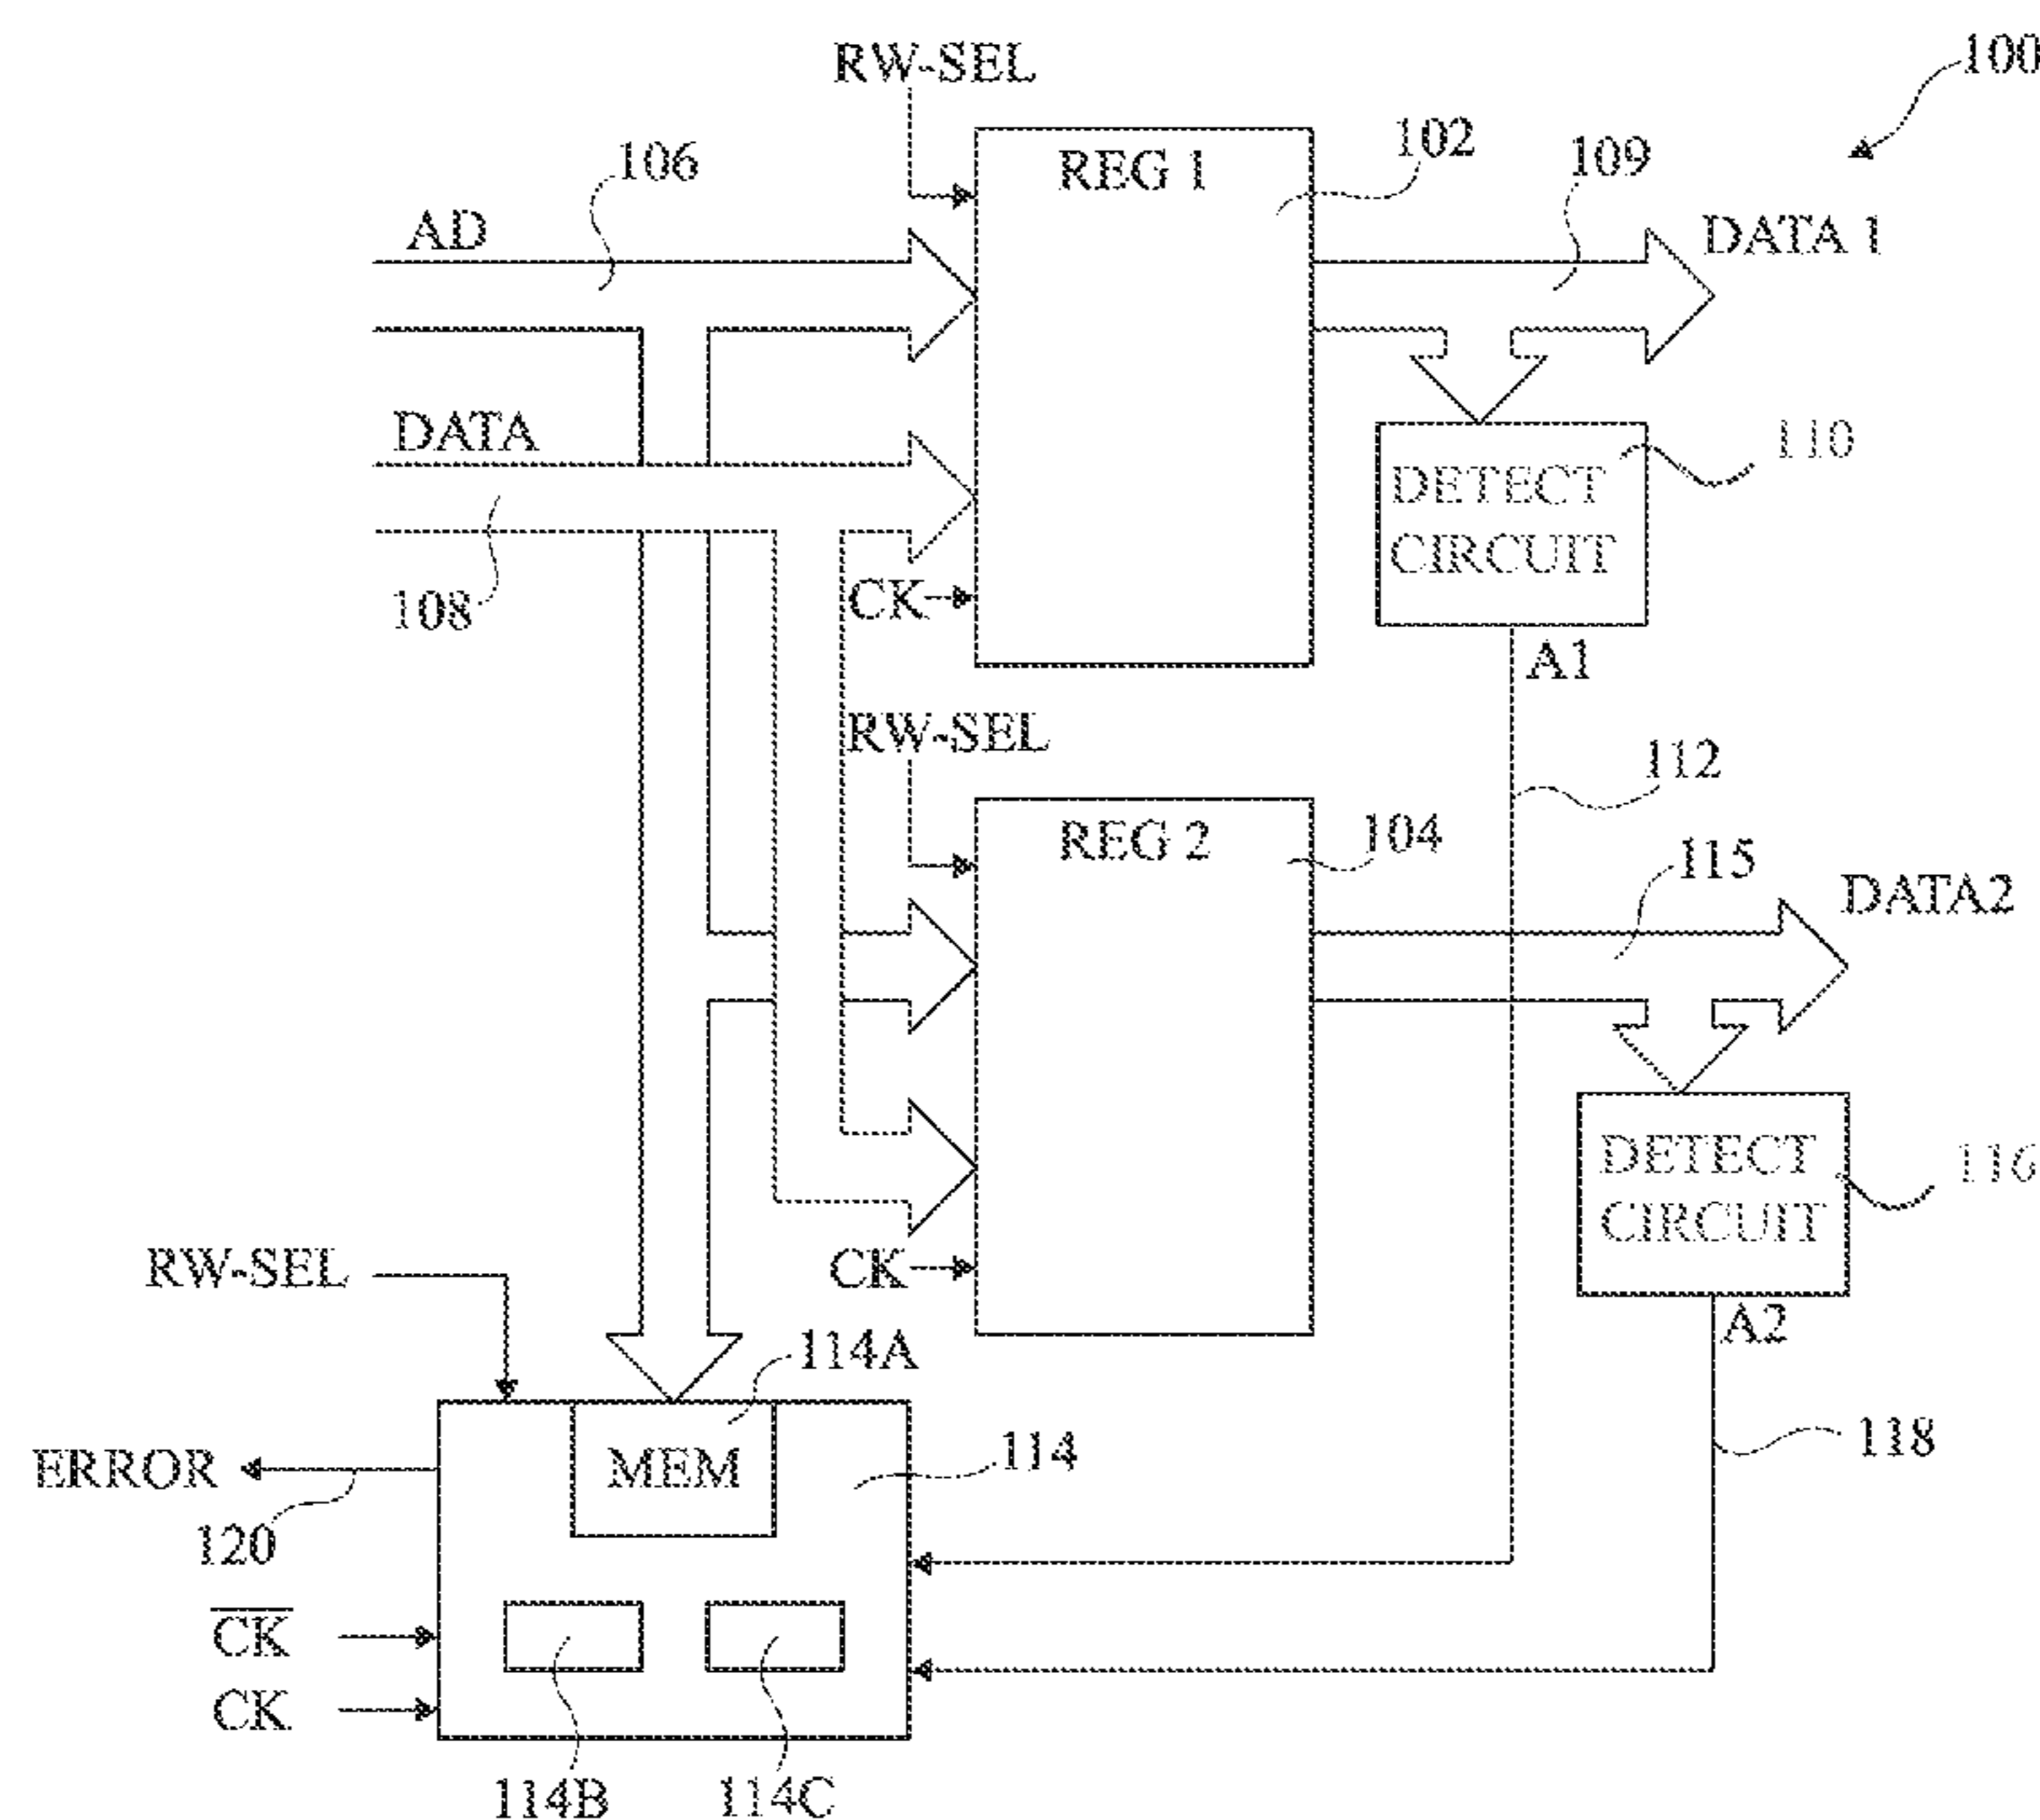 RW-SEL
100
106
REG 1
102
109
AD
DATA 1
DATA
110
DETECT
CIRCUIT
108
CK
A1
RW-SEL
112
REG 2
104
115
DATA2
DETECT
CIRCUIT
116
RW-SEL
CK
A2
114A
ERROR
MEM
114
118
120
CK
CK
114B
114C